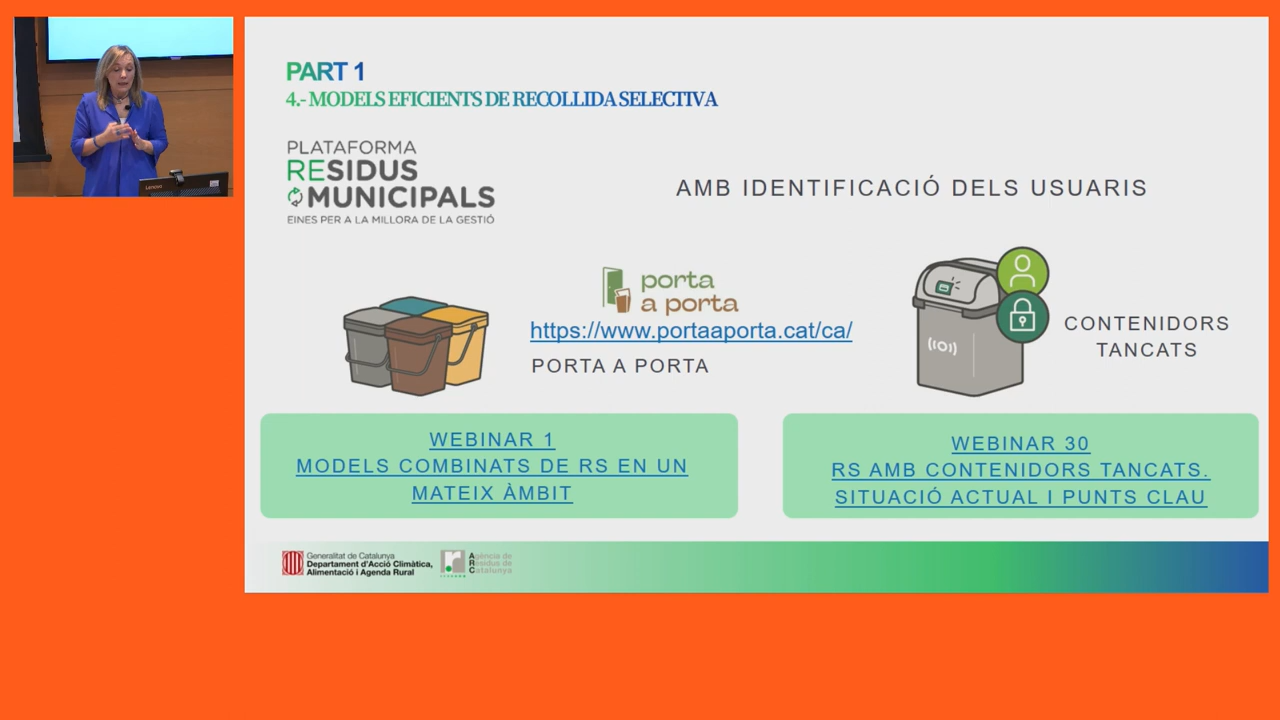 PART 1
4.- MODELS EFICIENTS DE RECOLLIDA SELECTIVA
PLATAFORMA
RESIDUS
MUNICIPALS
EINES PER A LA MILLORA DE LA GESTIÓ
AMB IDENTIFICACIÓ DELS USUARIS
porta
a porta
https://www.portaaporta.cat/ca/
PORTA A PORTA
CONTENIDORS
TANCATS
WEBINAR 1
MODELS COMBINATS DE RS EN UN
MATEIX ÀMBIT
WEBINAR 30
RS AMB CONTENIDORS TANCATS.
SITUACIÓ ACTUAL I PUNTS CLAU
Generalitat de Catalunya
Departament d'Acció Climàtica,
Alimentació i Agenda Rural
Agència de
Residus de
Catalunya
Lenovo